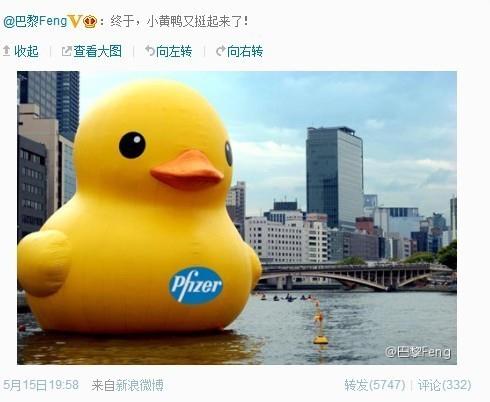 @巴黎Feng：终于，小黄鸭又挺起来了！
收起 | 查看大图 | 向左转 | 向右转
Pfizer
@巴黎Feng
5月15日19:58 来自新浪微博 转发(5747) | 评论(332)